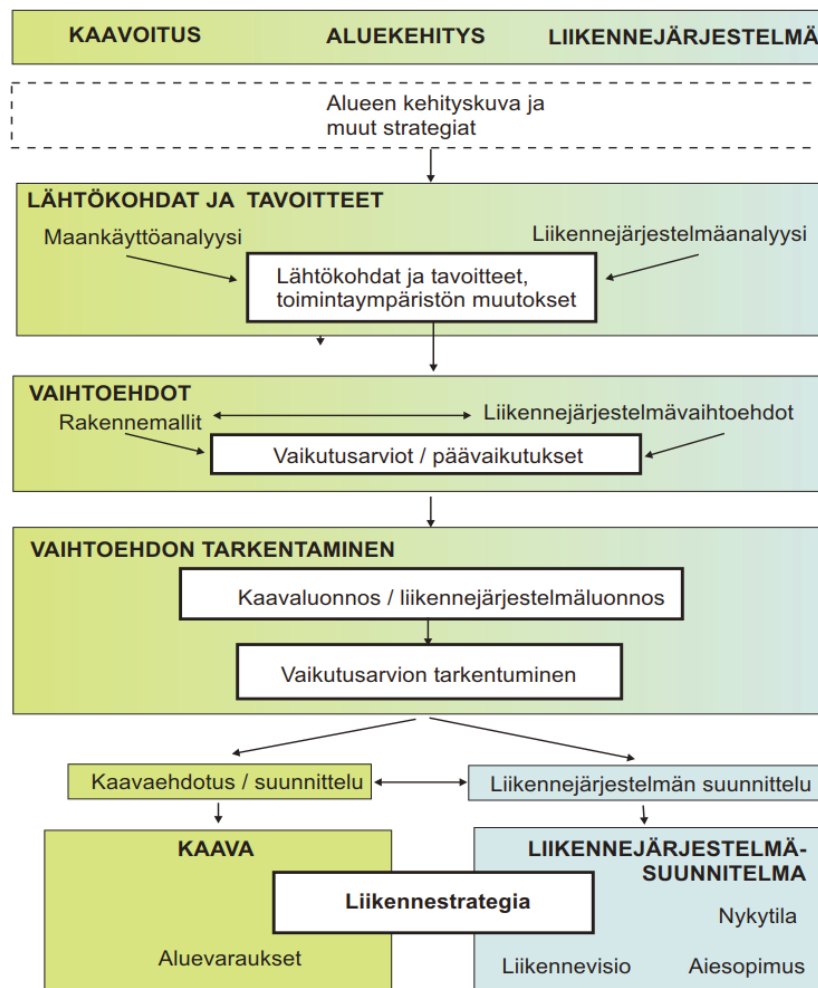 KAAVOITUS
ALUEKEHITYS
LIIKENNEJÄRJESTELMÄ
Alueen kehityskuva ja
muut strategiat
LÄHTÖKOHDAT JA TAVOITTEET
Maankäyttöanalyysi
Liikennejärjestelmäanalyysi
Lähtökohdat ja tavoitteet,
toimintaympäristön muutokset
VAIHTOEHDOT
Rakennemallit
Liikennejärjestelmävaihtoehdot
Vaikutusarviot / päävaikutukset
VAIHTOEHDON TARKENTAMINEN
Kaavaluonnos / liikennejärjestelmäluonnos
Vaikutusarvion tarkentuminen
Kaavaehdotus / suunnittelu
Liikennejärjestelmän suunnittelu
KAAVA
LIIKENNEJÄRJESTELMÄ-
SUUNNITELMA
Liikennestrategia
Nykytila
Aluevaraukset
Liikennevisio
Aiesopimus